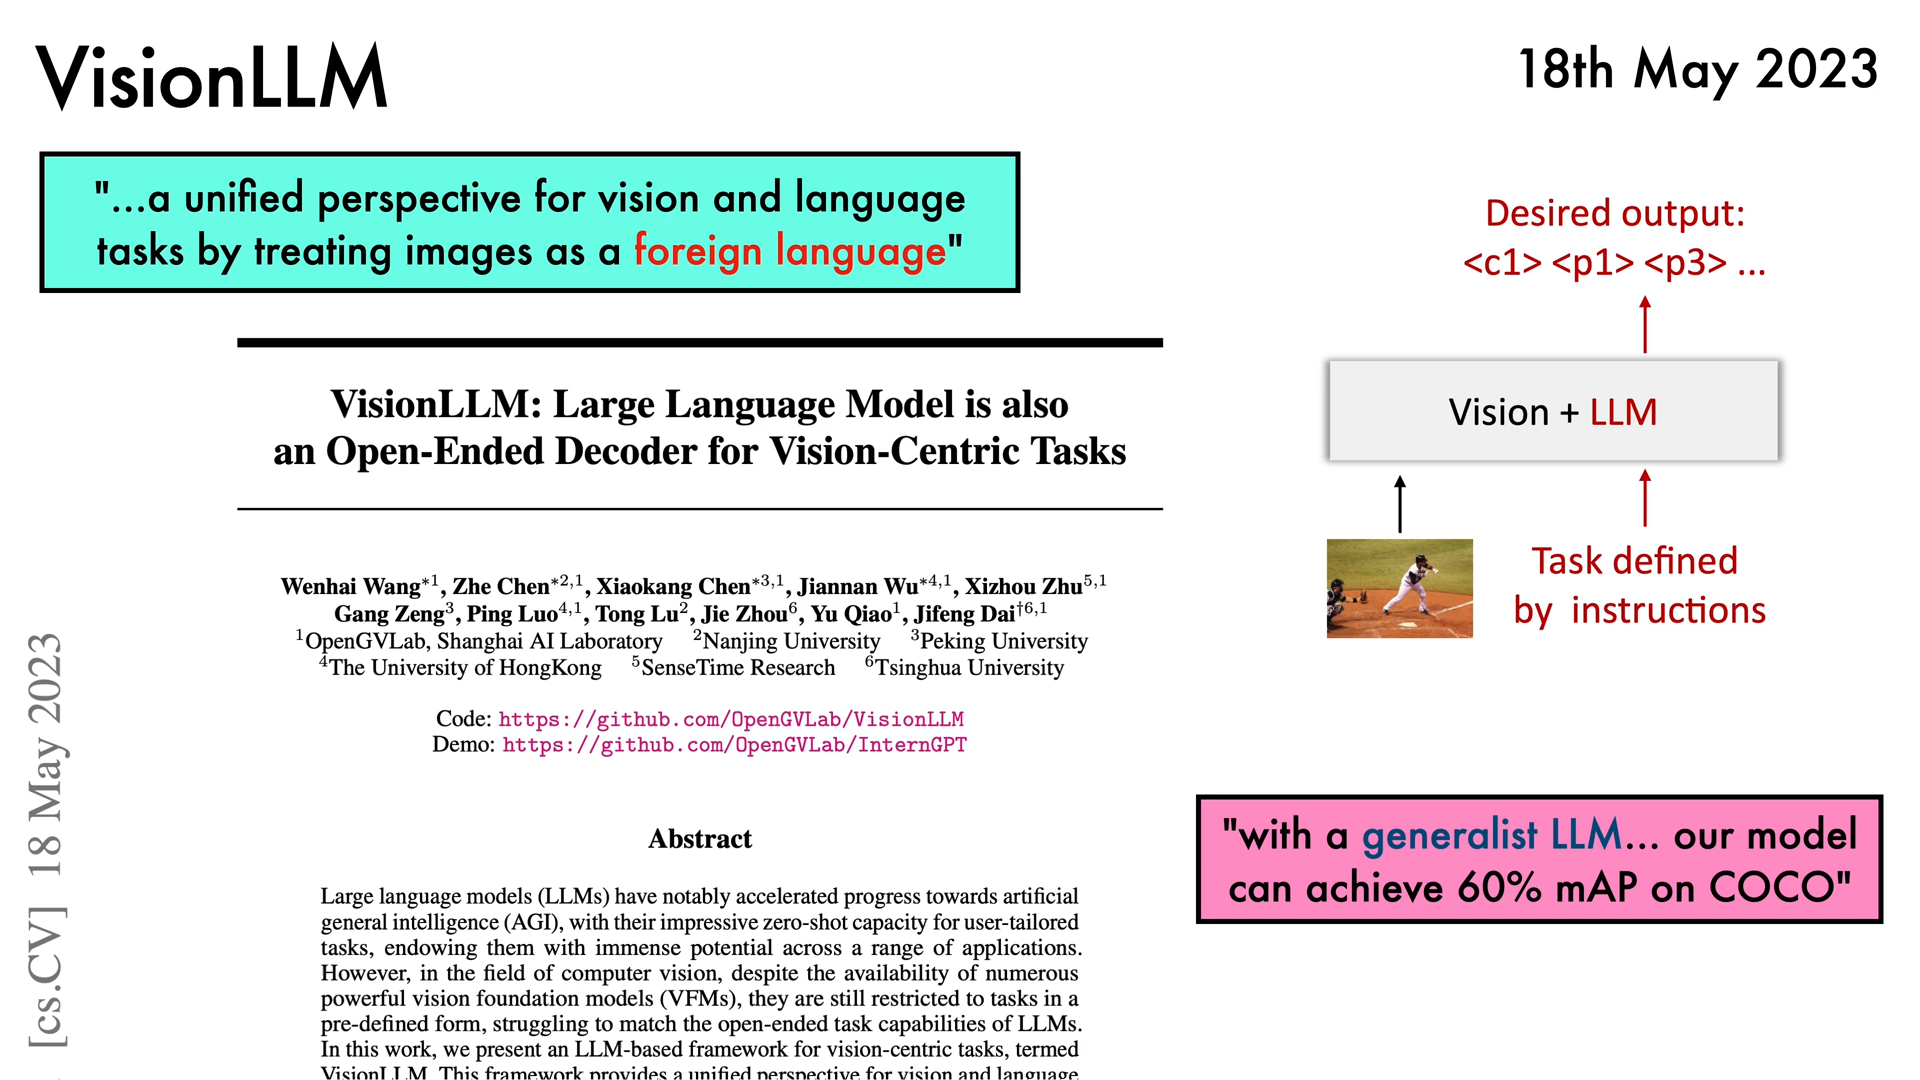 VisionLLM
18th May 2023
"...a unified perspective for vision and language
tasks by treating images as a foreign language"
VisionLLM: Large Language Model is also
an Open-Ended Decoder for Vision-Centric Tasks
Wenhai Wang*1, Zhe Chen*2,1, Xiaokang Chen*3,1, Jiannan Wu*4,1, Xizhou Zhu5,1
Gang Zeng3, Ping Luo4,1, Tong Lu2, Jie Zhou6, Yu Qiao1, Jifeng Dai†6,1
1OpenGVLab, Shanghai AI Laboratory 2Nanjing University 3Peking University
4The University of HongKong 5SenseTime Research 6Tsinghua University
Code: https://github.com/OpenGVLab/VisionLLM
Demo: https://github.com/OpenGVLab/InternGPT
Abstract
Large language models (LLMs) have notably accelerated progress towards artificial
general intelligence (AGI), with their impressive zero-shot capacity for user-tailored
tasks, endowing them with immense potential across a range of applications.
However, in the field of computer vision, despite the availability of numerous
powerful vision foundation models (VFMs), they are still restricted to tasks in a
pre-defined form, struggling to match the open-ended task capabilities of LLMs.
In this work, we present an LLM-based framework for vision-centric tasks, termed
VisionLLM. This framework provides a unified perspective for vision and language
[cs.CV] 18 May 2023
Desired output:
<c1> <p1> <p3> ...
Vision + LLM
Task defined
by instructions
"with a generalist LLM... our model
can achieve 60% mAP on COCO"